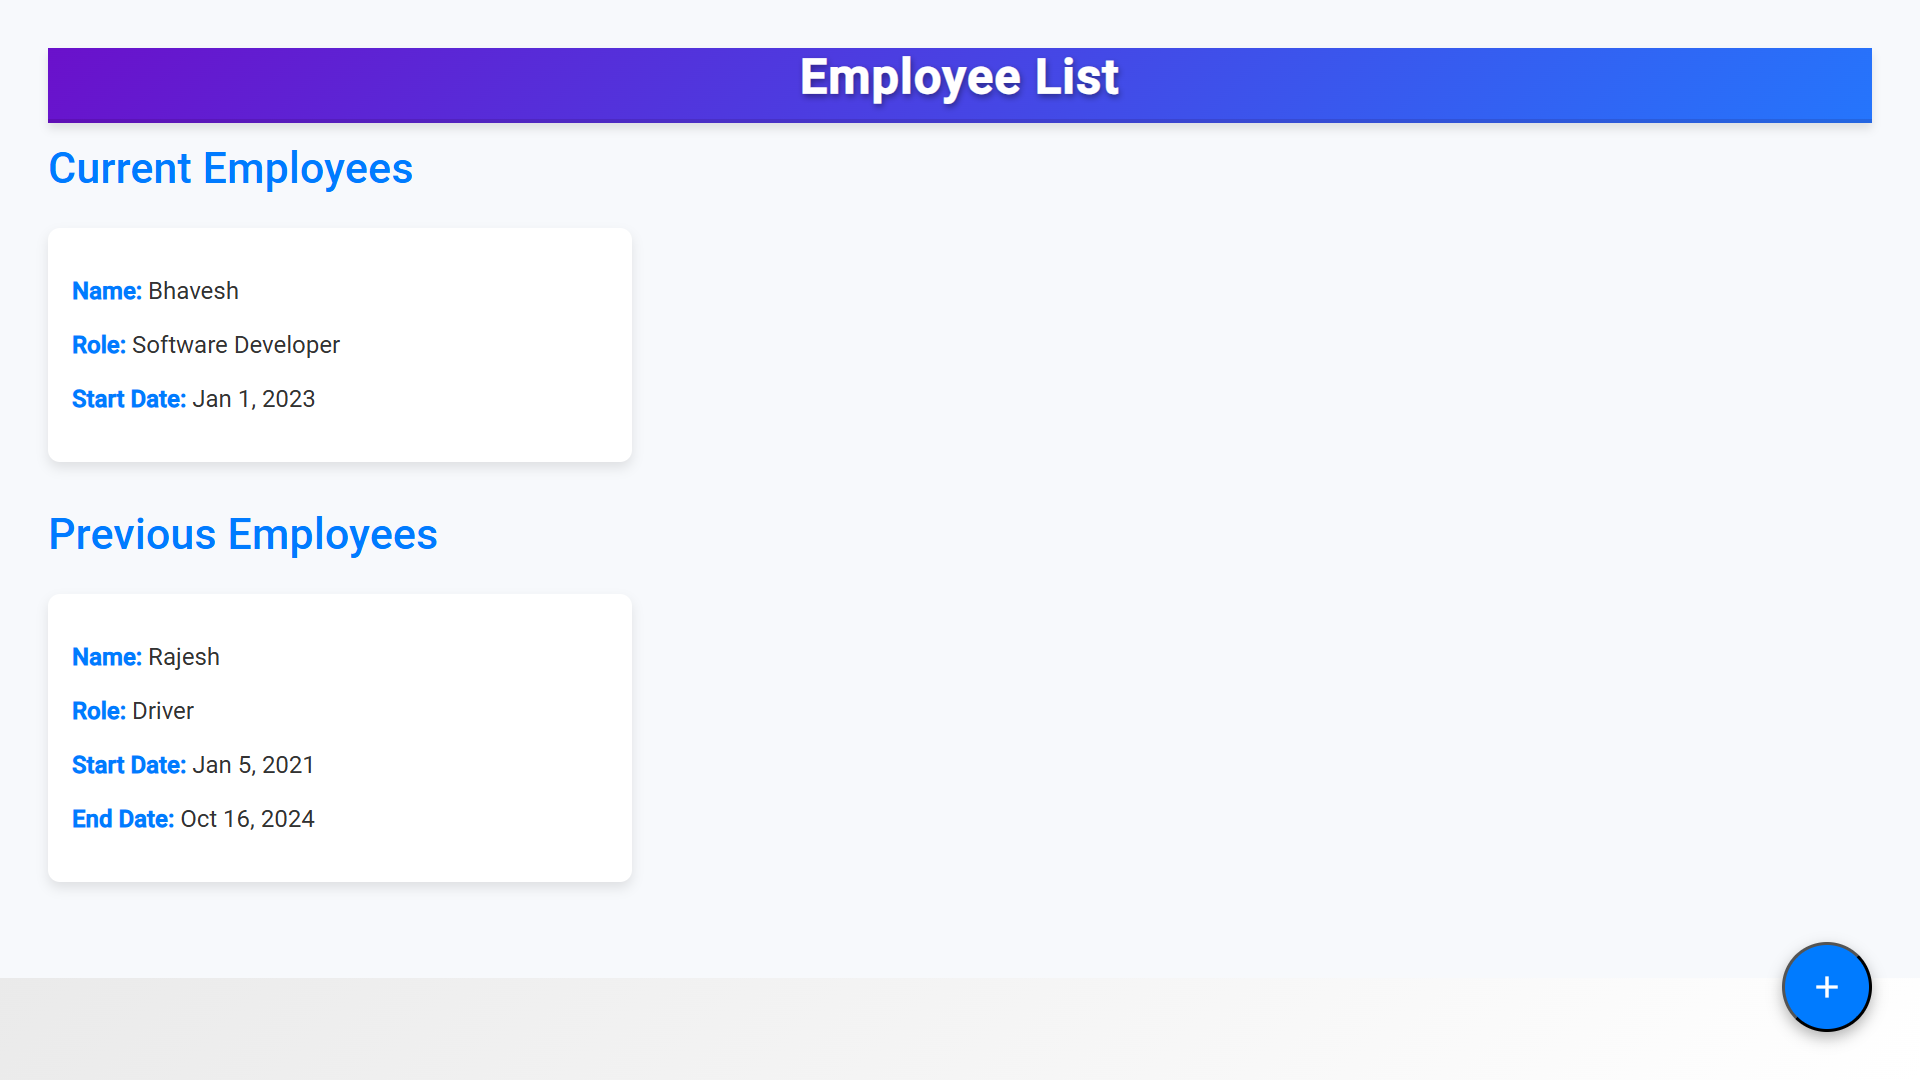 Employee List
Current Employees
Name: Bhavesh
Role: Software Developer
Start Date: Jan 1, 2023
Previous Employees
Name: Rajesh
Role: Driver
Start Date: Jan 5, 2021
End Date: Oct 16, 2024
+